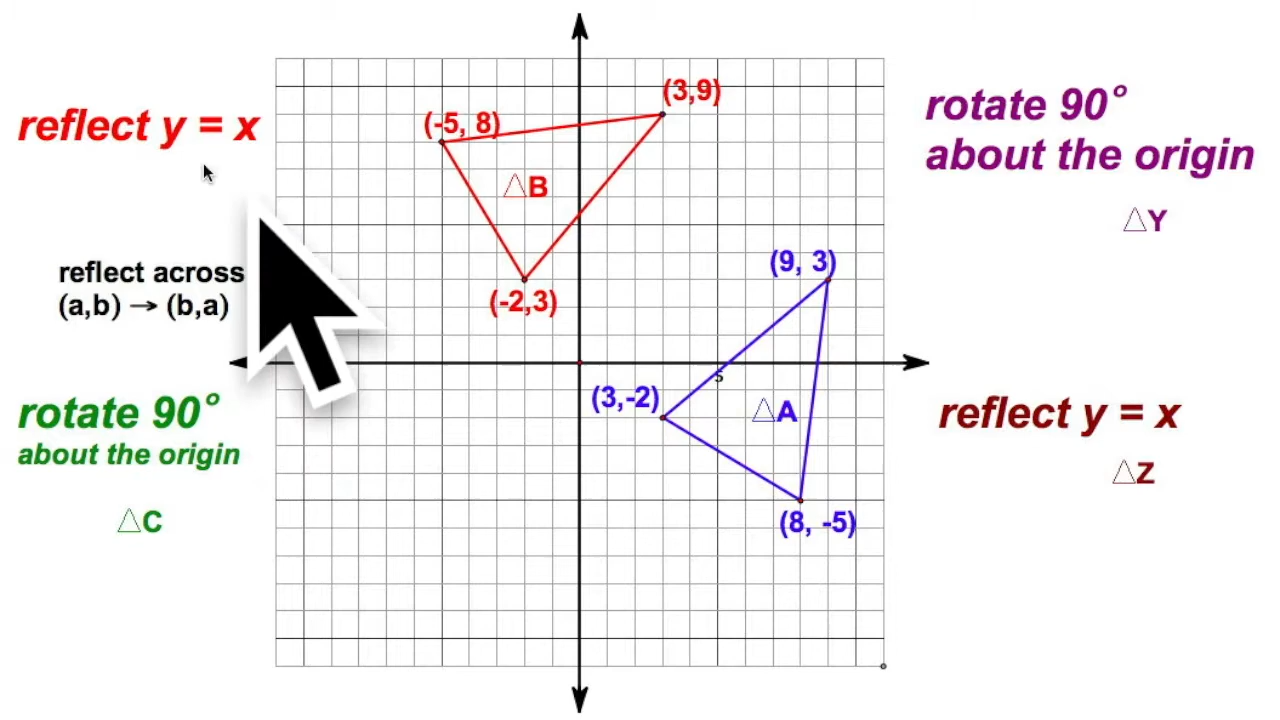 reflect y = x
reflect across
(a,b) → (b,a)
rotate 90°
about the origin
△C
(-5, 8)
(3,9)
△B
(-2,3)
(9, 3)
5
(3,-2)
△A
(8, -5)
rotate 90°
about the origin
△Y
reflect y = x
△Z